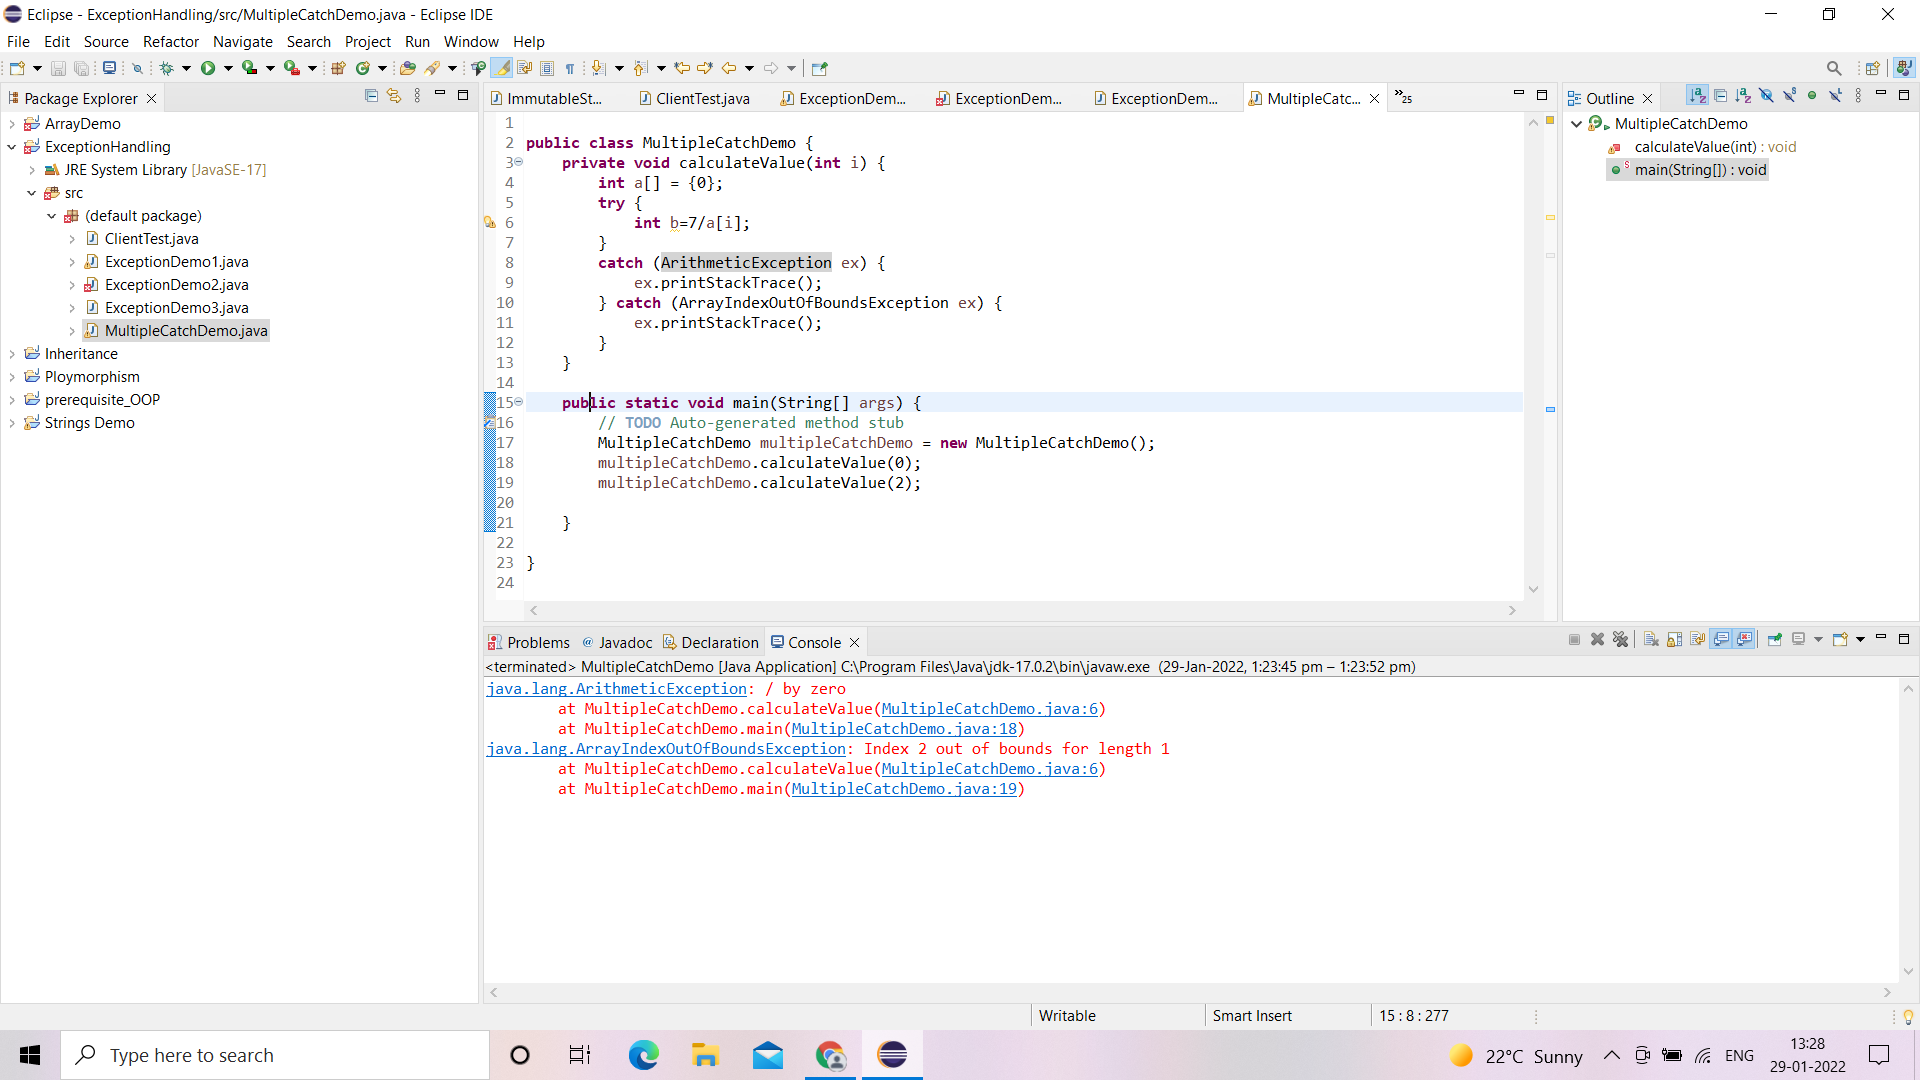 Eclipse - ExceptionHandling/src/MultipleCatchDemo.java - Eclipse IDE
File Edit Source Refactor Navigate Search Project Run Window Help
Package Explorer
ArrayDemo
ExceptionHandling
JRE System Library [JavaSE-17]
src
(default package)
ClientTest.java
ExceptionDemo1.java
ExceptionDemo2.java
ExceptionDemo3.java
MultipleCatchDemo.java
Inheritance
Ploymorphism
prerequisite_OOP
Strings Demo
ImmutableSt... ClientTest.java ExceptionDem... ExceptionDem... ExceptionDem... MultipleCatc... »25
1
2 public class MultipleCatchDemo {
3 private void calculateValue(int i) {
4 int a[] = {0};
5 try {
6 int b=7/a[i];
7 }
8 catch (ArithmeticException ex) {
9 ex.printStackTrace();
10 } catch (ArrayIndexOutOfBoundsException ex) {
11 ex.printStackTrace();
12 }
13 }
14
15 public static void main(String[] args) {
16 // TODO Auto-generated method stub
17 MultipleCatchDemo multipleCatchDemo = new MultipleCatchDemo();
18 multipleCatchDemo.calculateValue(0);
19 multipleCatchDemo.calculateValue(2);
20
21 }
22
23 }
24
Outline
MultipleCatchDemo
calculateValue(int) : void
main(String[]) : void
Problems @ Javadoc Declaration Console
<terminated> MultipleCatchDemo [Java Application] C:\Program Files\Java\jdk-17.0.2\bin\javaw.exe (29-Jan-2022, 1:23:45 pm – 1:23:52 pm)
java.lang.ArithmeticException: / by zero
at MultipleCatchDemo.calculateValue(MultipleCatchDemo.java:6)
at MultipleCatchDemo.main(MultipleCatchDemo.java:18)
java.lang.ArrayIndexOutOfBoundsException: Index 2 out of bounds for length 1
at MultipleCatchDemo.calculateValue(MultipleCatchDemo.java:6)
at MultipleCatchDemo.main(MultipleCatchDemo.java:19)
Writable Smart Insert 15 : 8 : 277
Type here to search
22°C Sunny
ENG
13:28
29-01-2022